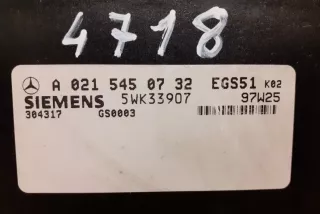 4718
A 021 545 07 32 EGS51 K02
SIEMENS 5WK33907 97W25
304317 GS0003